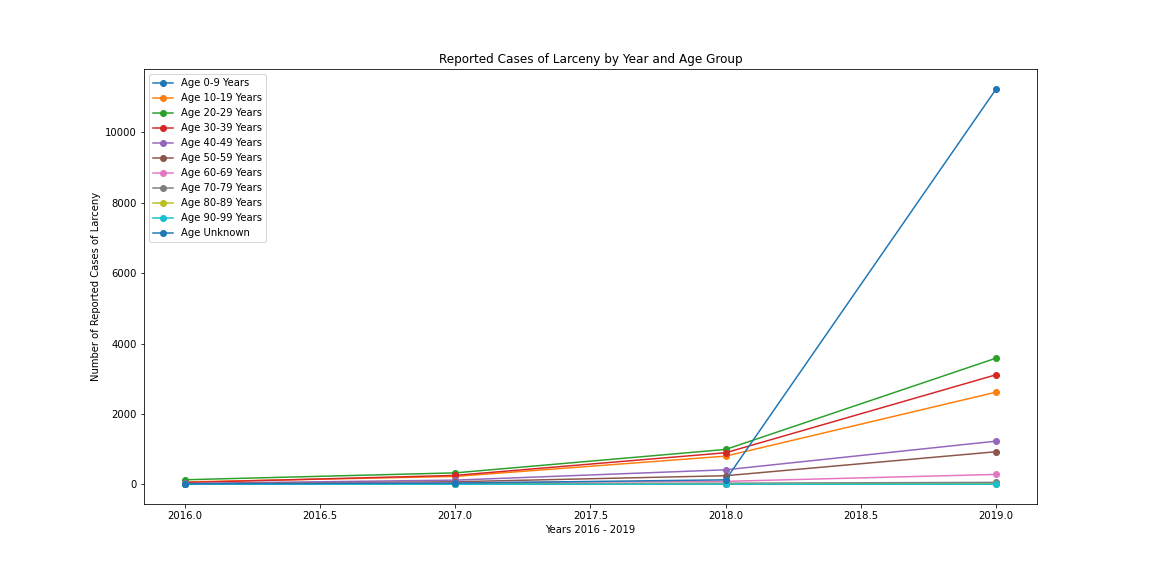 Reported Cases of Larceny by Year and Age Group
Age 0-9 Years
Age 10-19 Years
Age 20-29 Years
Age 30-39 Years
Age 40-49 Years
Age 50-59 Years
Age 60-69 Years
Age 70-79 Years
Age 80-89 Years
Age 90-99 Years
Age Unknown
Number of Reported Cases of Larceny
10000
8000
6000
4000
2000
0
2016.0 2016.5 2017.0 2017.5 2018.0 2018.5 2019.0
Years 2016 - 2019